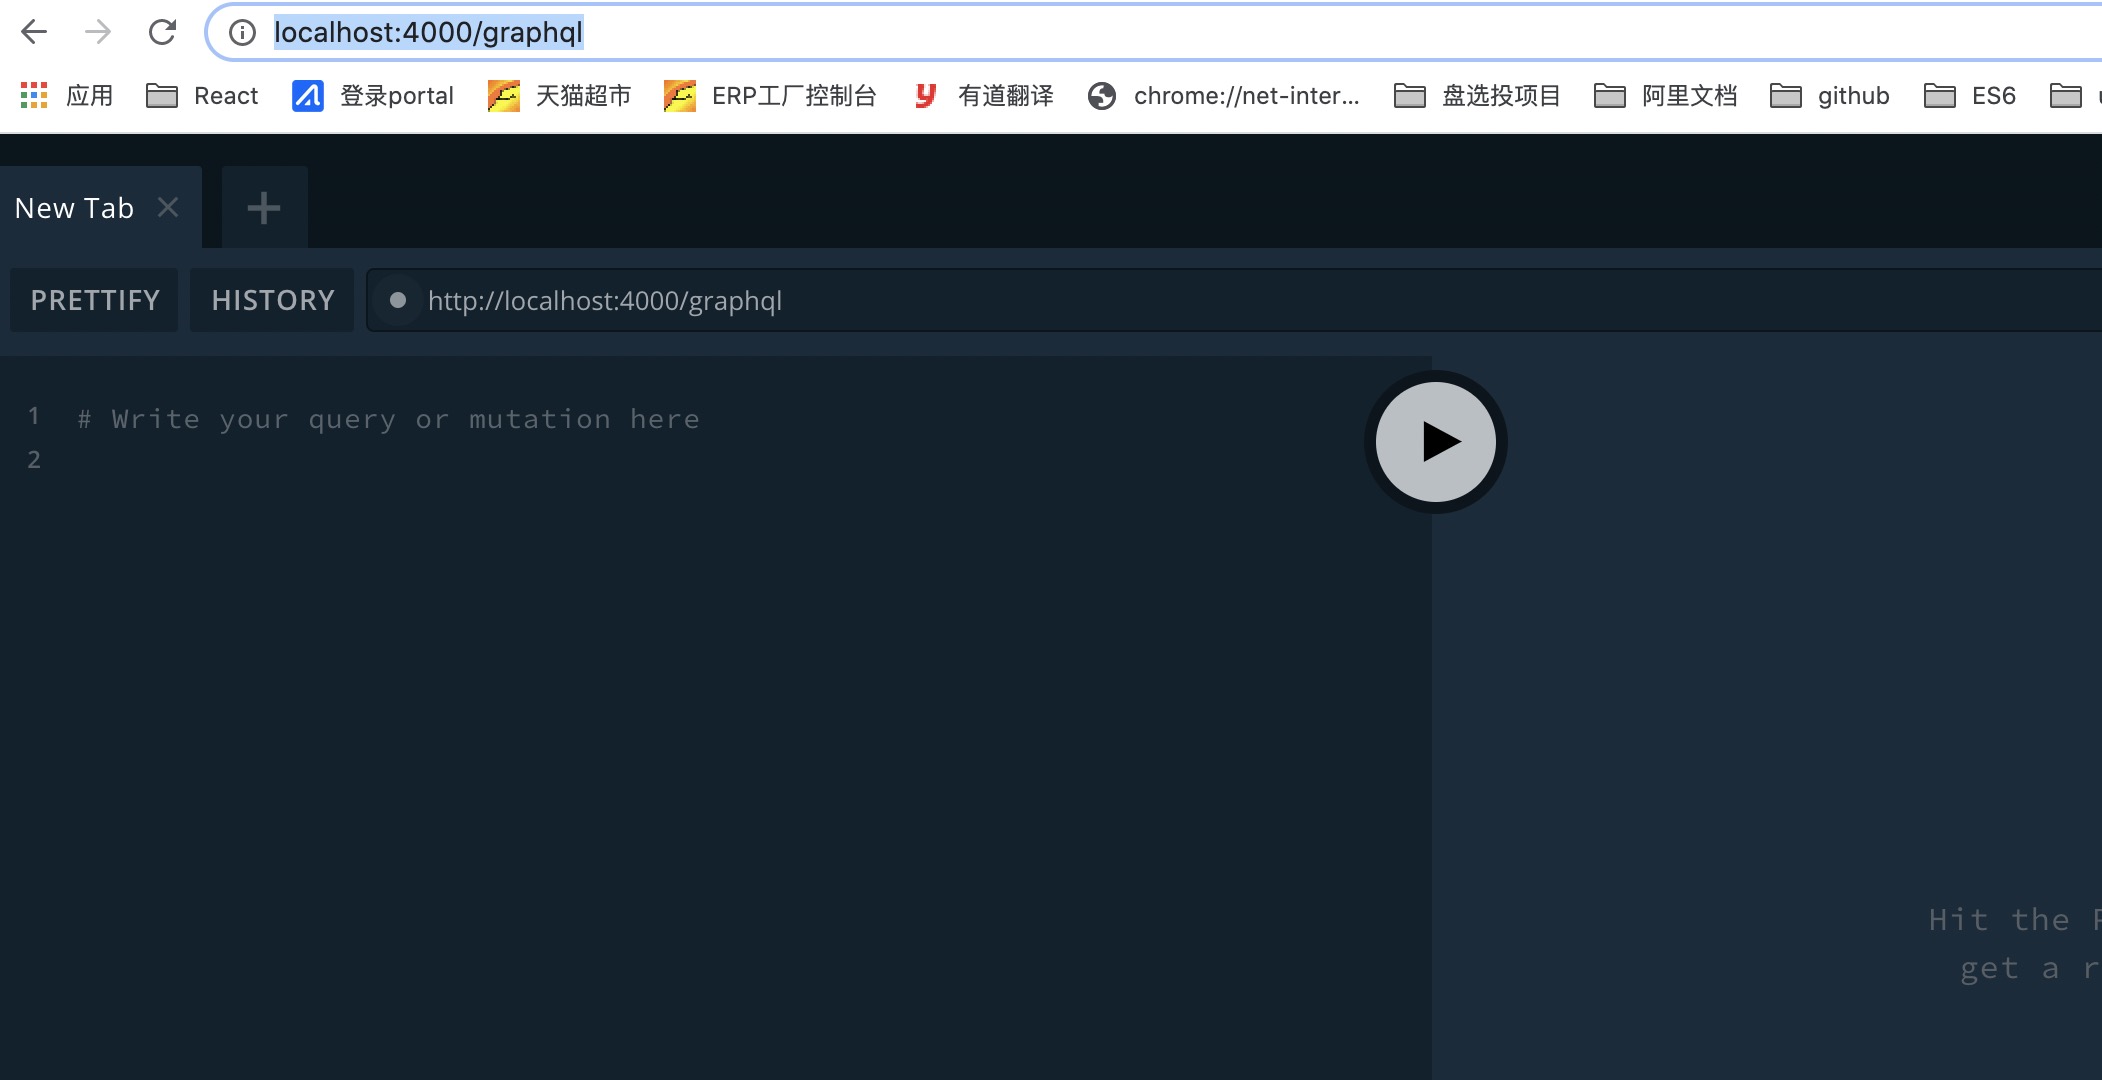 localhost:4000/graphql
应用 React 登录portal 天猫超市 ERP工厂控制台 有道翻译 chrome://net-inter... 盘选投项目 阿里文档 github ES6
New Tab
PRETTIFY HISTORY http://localhost:4000/graphql
1 # Write your query or mutation here
2
Hit the
get a